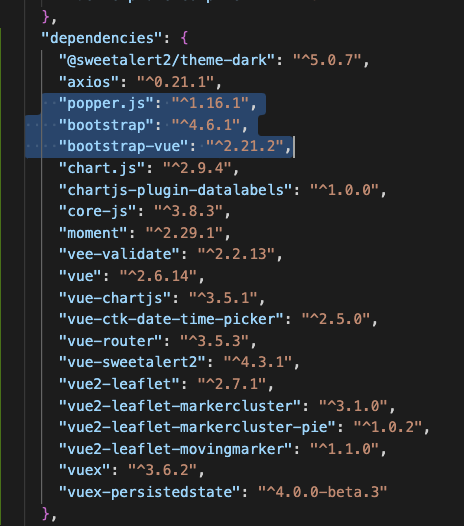 },
"dependencies": {
"@sweetalert2/theme-dark": "^5.0.7",
"axios": "^0.21.1",
"popper.js": "^1.16.1",
"bootstrap": "^4.6.1",
"bootstrap-vue": "^2.21.2",
"chart.js": "^2.9.4",
"chartjs-plugin-datalabels": "^1.0.0",
"core-js": "^3.8.3",
"moment": "^2.29.1",
"vee-validate": "^2.2.13",
"vue": "^2.6.14",
"vue-chartjs": "^3.5.1",
"vue-ctk-date-time-picker": "^2.5.0",
"vue-router": "^3.5.3",
"vue-sweetalert2": "^4.3.1",
"vue2-leaflet": "^2.7.1",
"vue2-leaflet-markercluster": "^3.1.0",
"vue2-leaflet-markercluster-pie": "^1.0.2",
"vue2-leaflet-movingmarker": "^1.1.0",
"vuex": "^3.6.2",
"vuex-persistedstate": "^4.0.0-beta.3"
},